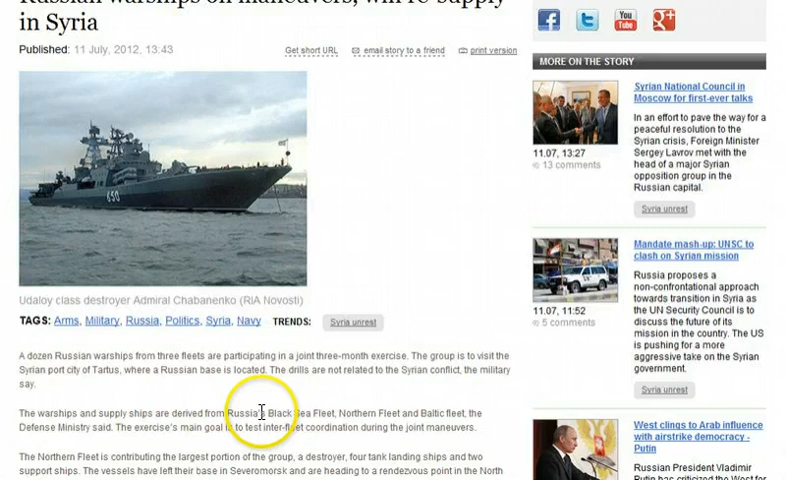 Russian warships on maneuvers, will re-supply
in Syria
Published: 11 July, 2012, 13:43
Get short URL
email story to a friend
print version
Udaloy class destroyer Admiral Chabanenko (RIA Novosti)
TAGS: Arms, Military, Russia, Politics, Syria, Navy TRENDS: Syria unrest
A dozen Russian warships from three fleets are participating in a joint three-month exercise. The group is to visit the
Syrian port city of Tartus, where a Russian base is located. The drills are not related to the Syrian conflict, the military
say.
The warships and supply ships are derived from Russia's Black Sea Fleet, Northern Fleet and Baltic fleet, the
Defense Ministry said. The exercise's main goal is to test inter-fleet coordination during the joint maneuvers.
The Northern Fleet is contributing the largest portion of the group, a destroyer, four tank landing ships and two
support ships. The vessels have left their base in Severomorsk and are heading to a rendezvous point in the North
650
You
Tube
MORE ON THE STORY
11.07, 13:27
13 comments
Syrian National Council in
Moscow for first-ever talks
In an effort to pave the way for a
peaceful resolution to the
Syrian crisis, Foreign Minister
Sergey Lavrov met with the
head of a major Syrian
opposition group in the
Russian capital.
Syria unrest
11.07, 11:52
5 comments
Mandate mash-up: UNSC to
clash on Syrian mission
Russia proposes a
non-confrontational approach
towards transition in Syria as
the UN Security Council is to
discuss the future of its
mission in the country. The US
is pushing for a more
aggressive take on the Syrian
government.
Syria unrest
West clings to Arab influence
with airstrike democracy -
Putin
Russian President Vladimir
Putin has criticized the West for